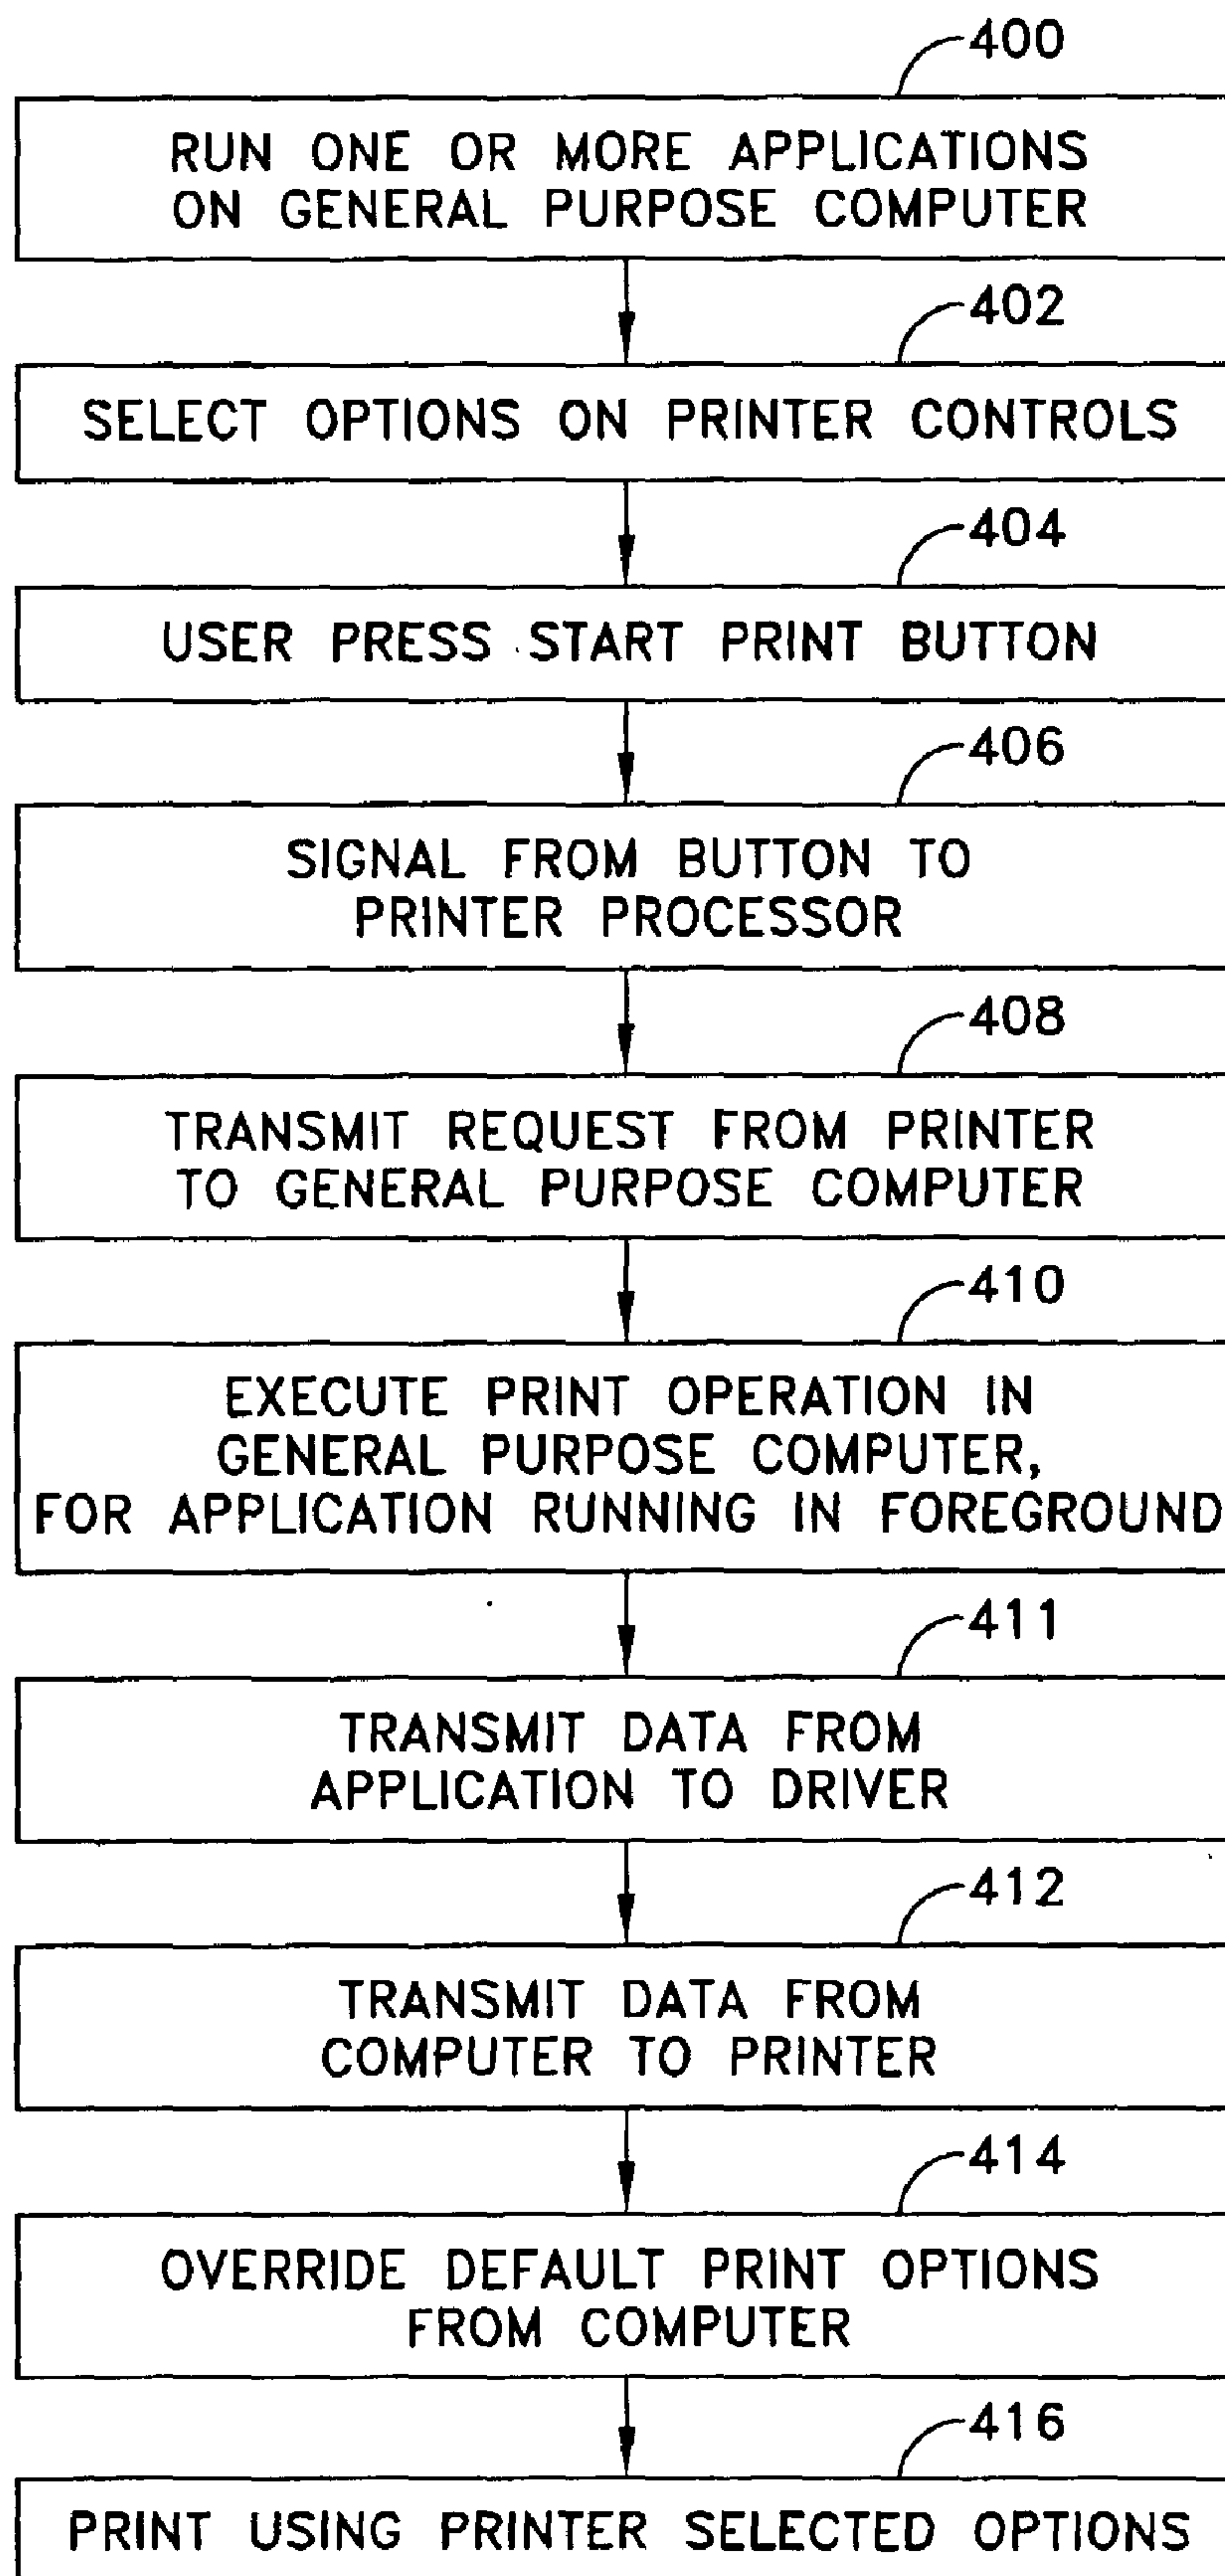 400
RUN ONE OR MORE APPLICATIONS
ON GENERAL PURPOSE COMPUTER
402
SELECT OPTIONS ON PRINTER CONTROLS
404
USER PRESS START PRINT BUTTON
406
SIGNAL FROM BUTTON TO
PRINTER PROCESSOR
408
TRANSMIT REQUEST FROM PRINTER
TO GENERAL PURPOSE COMPUTER
410
EXECUTE PRINT OPERATION IN
GENERAL PURPOSE COMPUTER,
FOR APPLICATION RUNNING IN FOREGROUND
411
TRANSMIT DATA FROM
APPLICATION TO DRIVER
412
TRANSMIT DATA FROM
COMPUTER TO PRINTER
414
OVERRIDE DEFAULT PRINT OPTIONS
FROM COMPUTER
416
PRINT USING PRINTER SELECTED OPTIONS